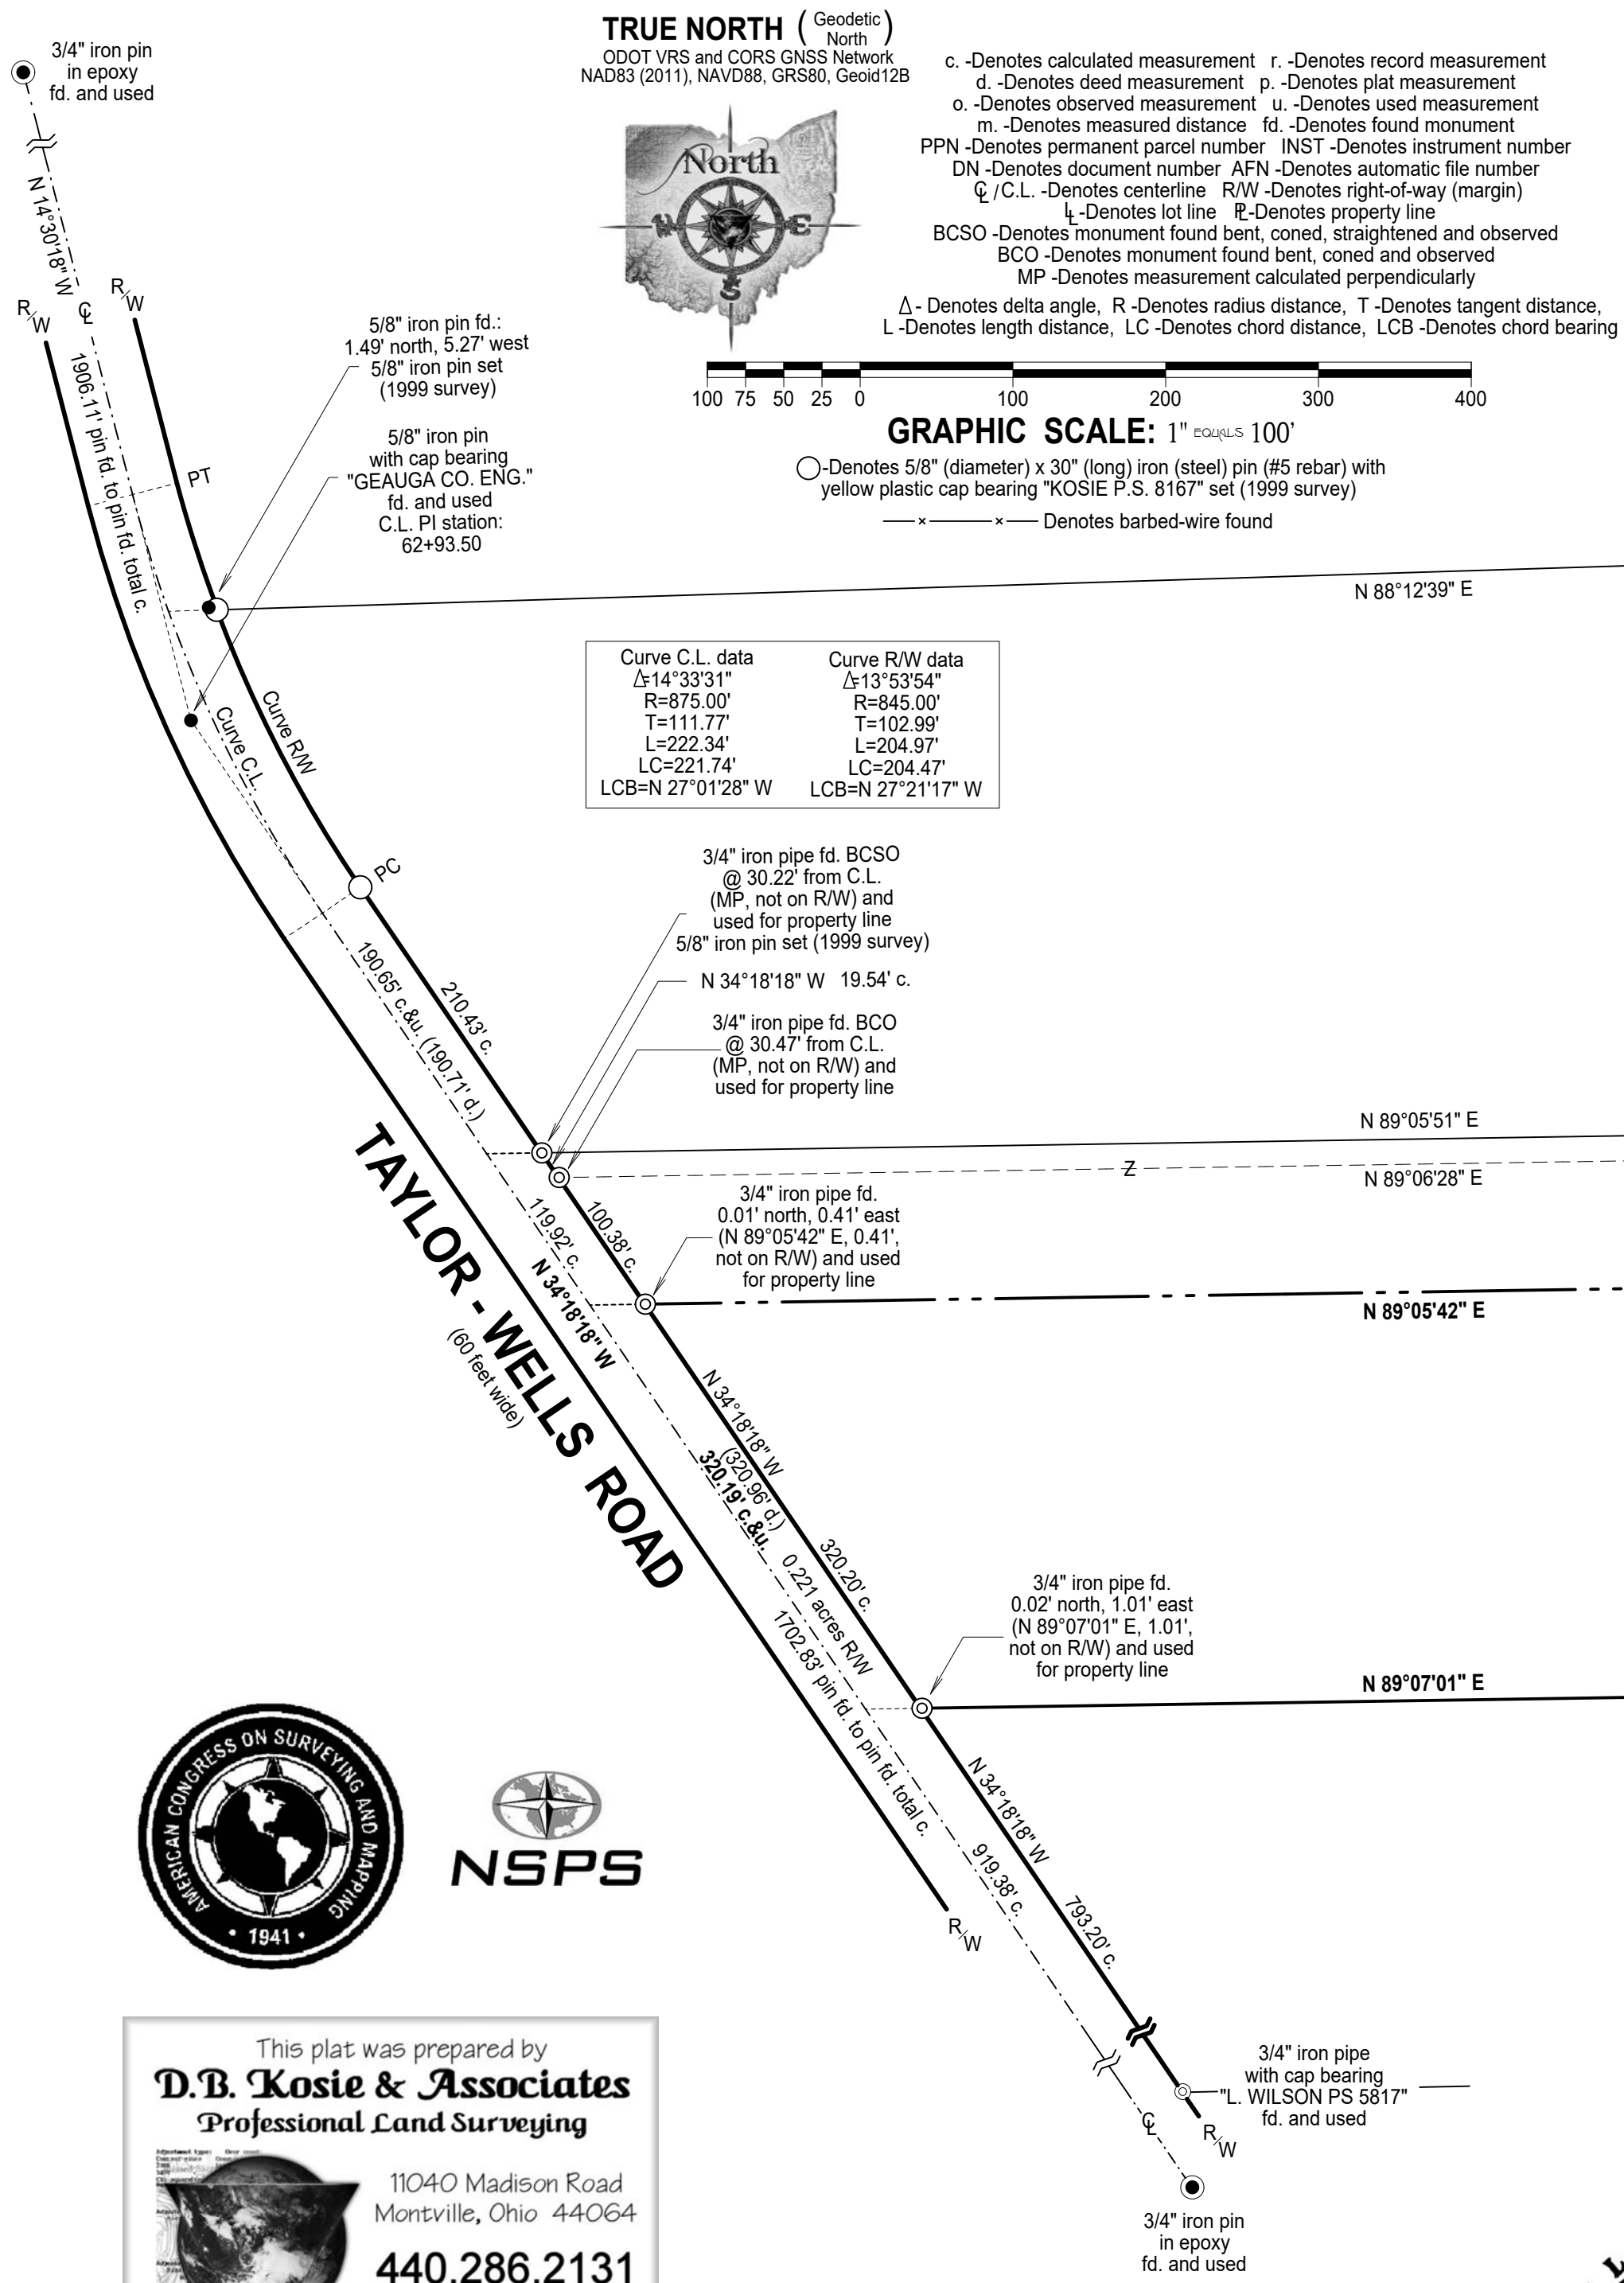 TRUE NORTH ( Geodetic North )
ODOT VRS and CORS GNSS Network
NAD83 (2011), NAVD88, GRS80, Geoid12B
North
W E
S
c. -Denotes calculated measurement r. -Denotes record measurement
d. -Denotes deed measurement p. -Denotes plat measurement
o. -Denotes observed measurement u. -Denotes used measurement
m. -Denotes measured distance fd. -Denotes found monument
PPN -Denotes permanent parcel number INST -Denotes instrument number
DN -Denotes document number AFN -Denotes automatic file number
℄ /C.L. -Denotes centerline R/W -Denotes right-of-way (margin)
LL -Denotes lot line PL-Denotes property line
BCSO -Denotes monument found bent, coned, straightened and observed
BCO -Denotes monument found bent, coned and observed
MP -Denotes measurement calculated perpendicularly
Δ - Denotes delta angle, R -Denotes radius distance, T -Denotes tangent distance,
L -Denotes length distance, LC -Denotes chord distance, LCB -Denotes chord bearing
100 75 50 25 0 100 200 300 400
GRAPHIC SCALE: 1" EQUALS 100'
-Denotes 5/8" (diameter) x 30" (long) iron (steel) pin (#5 rebar) with
yellow plastic cap bearing "KOSIE P.S. 8167" set (1999 survey)
Denotes barbed-wire found
3/4" iron pin
in epoxy
fd. and used
N 14°30'18" W
R/W
℄
R/W
1906.11' pin fd. to pin fd. total c.
PT
5/8" iron pin fd.:
1.49' north, 5.27' west
5/8" iron pin set
(1999 survey)
5/8" iron pin
with cap bearing
"GEAUGA CO. ENG."
fd. and used
C.L. PI station:
62+93.50
N 88°12'39" E
Curve C.L.
Curve R/W
Curve C.L. data
Δ=14°33'31"
R=875.00'
T=111.77'
L=222.34'
LC=221.74'
LCB=N 27°01'28" W
Curve R/W data
Δ=13°53'54"
R=845.00'
T=102.99'
L=204.97'
LC=204.47'
LCB=N 27°21'17" W
PC
190.65' c.&u. (190.71' d.)
210.43' c.
3/4" iron pipe fd. BCSO
@ 30.22' from C.L.
(MP, not on R/W) and
used for property line
5/8" iron pin set (1999 survey)
N 34°18'18" W 19.54' c.
3/4" iron pipe fd. BCO
@ 30.47' from C.L.
(MP, not on R/W) and
used for property line
N 89°05'51" E
Z
N 89°06'28" E
3/4" iron pipe fd.
0.01' north, 0.41' east
(N 89°05'42" E, 0.41',
not on R/W) and used
for property line
119.92' c.
100.38' c.
N 34°18'18" W
N 89°05'42" E
TAYLOR - WELLS ROAD
(60 feet wide)
N 34°18'18" W
(320.96' d.)
320.19' c.&u.
320.20' c.
0.221 acres R/W
1702.83' pin fd. to pin fd. total c.
3/4" iron pipe fd.
0.02' north, 1.01' east
(N 89°07'01" E, 1.01',
not on R/W) and used
for property line
N 89°07'01" E
N 34°18'18" W
919.38' c.
793.20' c.
R/W
AMERICAN CONGRESS ON SURVEYING AND MAPPING
• 1941 •
NSPS
3/4" iron pipe
with cap bearing
"L. WILSON PS 5817"
fd. and used
℄
R/W
3/4" iron pin
in epoxy
fd. and used
This plat was prepared by
D.B. Kosie & Associates
Professional Land Surveying
11040 Madison Road
Montville, Ohio 44064
440.286.2131